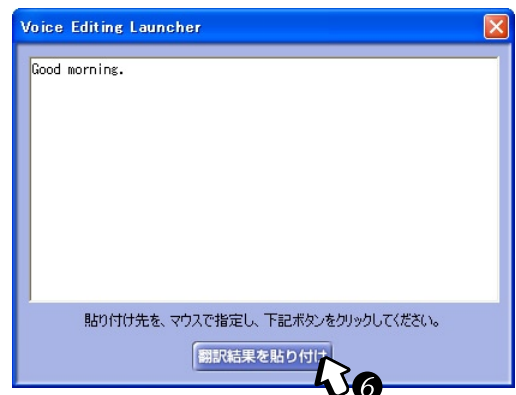 Voice Editing Launcher
Good morning.
貼り付け先を、マウスで指定し、下記ボタンをクリックしてください。
翻訳結果を貼り付け
6